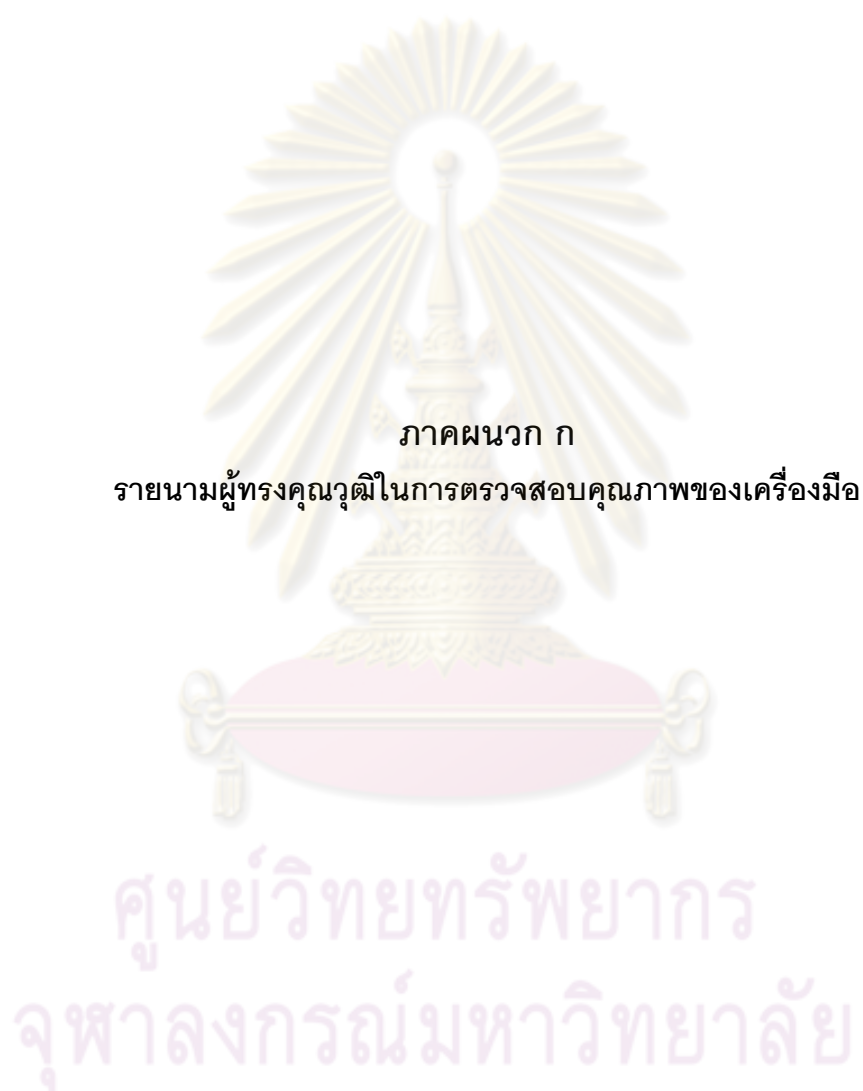 ภาคผนวก ก
รายนามผู้ทรงคุณวุฒิในการตรวจสอบคุณภาพของเครื่องมือ
ศูนย์วิทยทรัพยากร
จุฬาลงกรณ์มหาวิทยาลัย